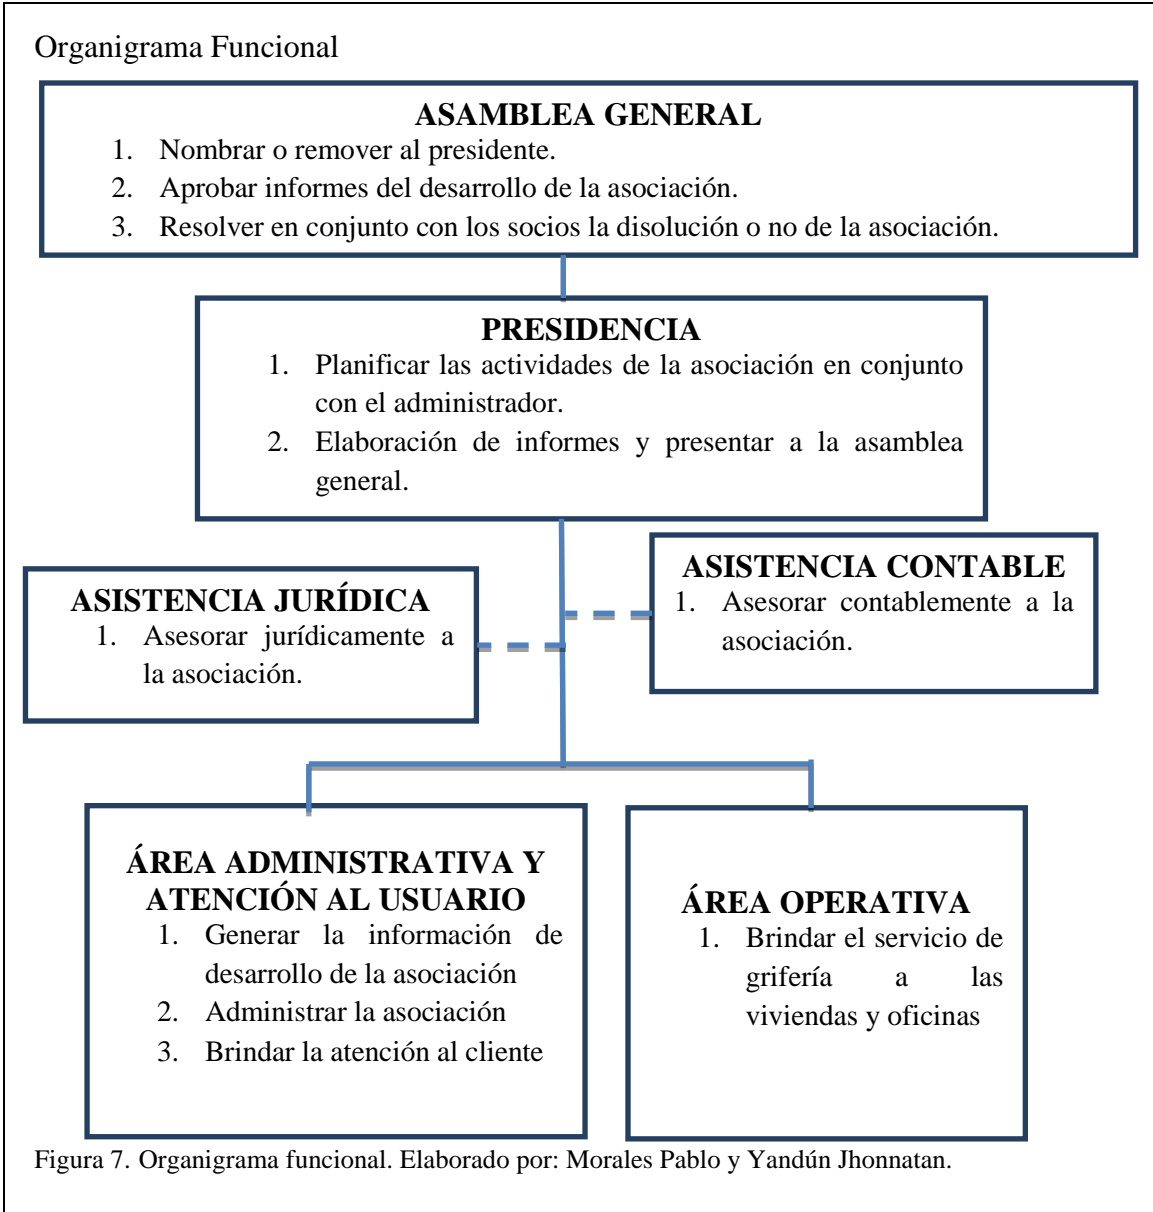 Organigrama Funcional
ASAMBLEA GENERAL
1. Nombrar o remover al presidente.
2. Aprobar informes del desarrollo de la asociación.
3. Resolver en conjunto con los socios la disolución o no de la asociación.
PRESIDENCIA
1. Planificar las actividades de la asociación en conjunto
con el administrador.
2. Elaboración de informes y presentar a la asamblea
general.
ASISTENCIA JURÍDICA
1. Asesorar jurídicamente a
la asociación.
ASISTENCIA CONTABLE
1. Asesorar contablemente a la
asociación.
ÁREA ADMINISTRATIVA Y
ATENCIÓN AL USUARIO
1. Generar la información de
desarrollo de la asociación
2. Administrar la asociación
3. Brindar la atención al cliente
ÁREA OPERATIVA
1. Brindar el servicio de
grifería a las
viviendas y oficinas
Figura 7. Organigrama funcional. Elaborado por: Morales Pablo y Yandún Jhonnatan.